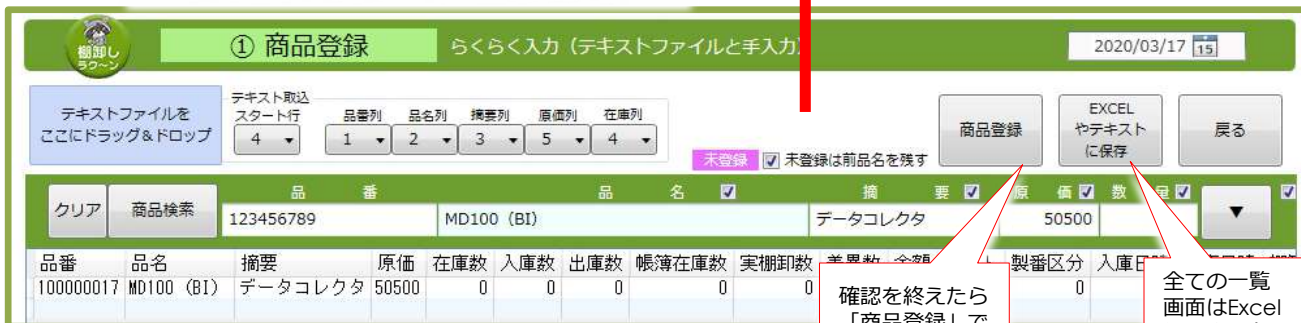 棚卸し
らく〜ン
① 商品登録
らくらく入力（テキストファイルと手入力）
2020/03/17 15
テキストファイルを
ここにドラッグ&ドロップ
テキスト取込
スタート行 品番列 品名列 摘要列 原価列 在庫列
4 1 2 3 5 4
未登録 未登録は前品名を残す
商品登録
EXCEL
やテキスト
に保存
戻る
クリア 商品検索
品番 品名 摘要 原価 数量
▼
123456789 MD100（BI） データコレクタ 50500
品番 品名 摘要 原価 在庫数 入庫数 出庫数 帳簿在庫数 実棚卸数 製番区分
100000017 MD100 (BI) データコレクタ 50500 0 0 0 0 0 0
確認を終えたら
「商品登録」で
全ての一覧
画面はExcel